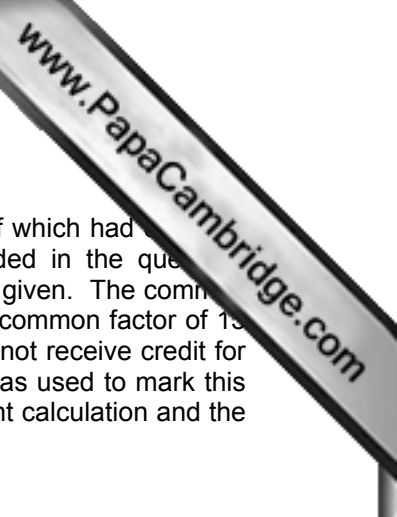 www.PapaCambridge.com
f which had
ded in the que
given. The comm
common factor of 1
not receive credit for
as used to mark this
nt calculation and the